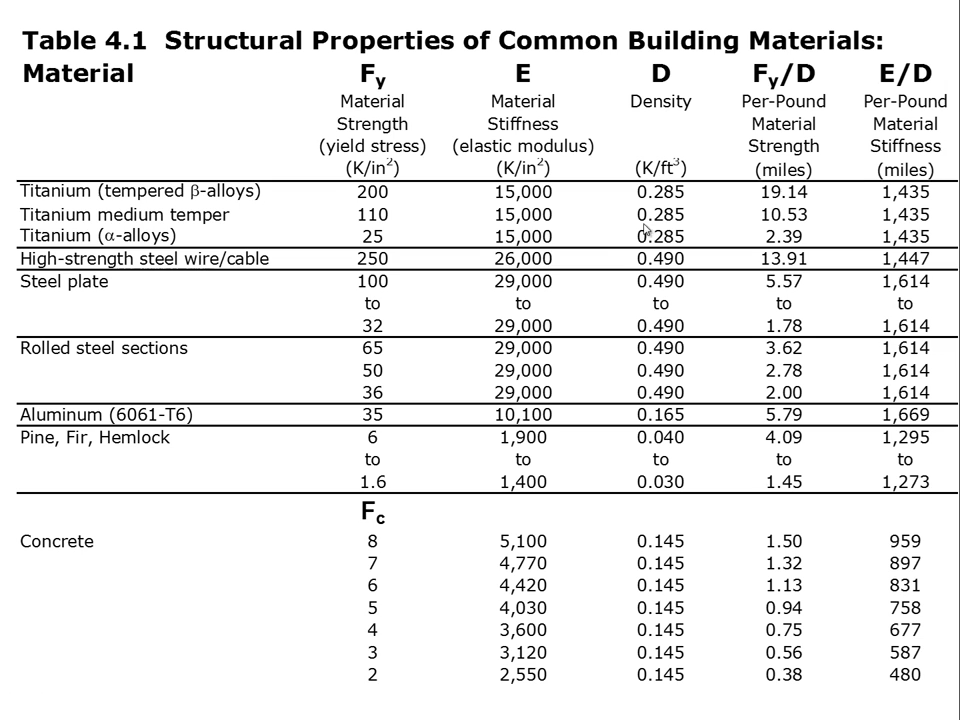 Table 4.1 Structural Properties of Common Building Materials:
Material Fy E D Fy/D E/D
Material Material Density Per-Pound Per-Pound
Strength Stiffness Material Material
(yield stress) (elastic modulus) Strength Stiffness
(K/in2) (K/in2) (K/ft3) (miles) (miles)
Titanium (tempered β-alloys) 200 15,000 0.285 19.14 1,435
Titanium medium temper 110 15,000 0.285 10.53 1,435
Titanium (α-alloys) 25 15,000 0.285 2.39 1,435
High-strength steel wire/cable 250 26,000 0.490 13.91 1,447
Steel plate 100 29,000 0.490 5.57 1,614
to to to to to
32 29,000 0.490 1.78 1,614
Rolled steel sections 65 29,000 0.490 3.62 1,614
50 29,000 0.490 2.78 1,614
36 29,000 0.490 2.00 1,614
Aluminum (6061-T6) 35 10,100 0.165 5.79 1,669
Pine, Fir, Hemlock 6 1,900 0.040 4.09 1,295
to to to to to
1.6 1,400 0.030 1.45 1,273
Fc
Concrete 8 5,100 0.145 1.50 959
7 4,770 0.145 1.32 897
6 4,420 0.145 1.13 831
5 4,030 0.145 0.94 758
4 3,600 0.145 0.75 677
3 3,120 0.145 0.56 587
2 2,550 0.145 0.38 480